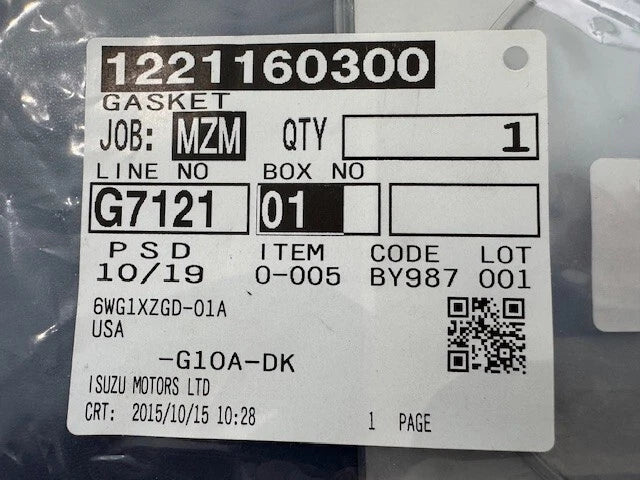 1221160300
GASKET
JOB: MZM QTY 1
LINE NO BOX NO
G7121 01
PSD ITEM CODE LOT
10/19 0-005 BY987 001
6WG1XZGD-01A
USA
-G10A-DK
ISUZU MOTORS LTD
CRT: 2015/10/15 10:28 1 PAGE